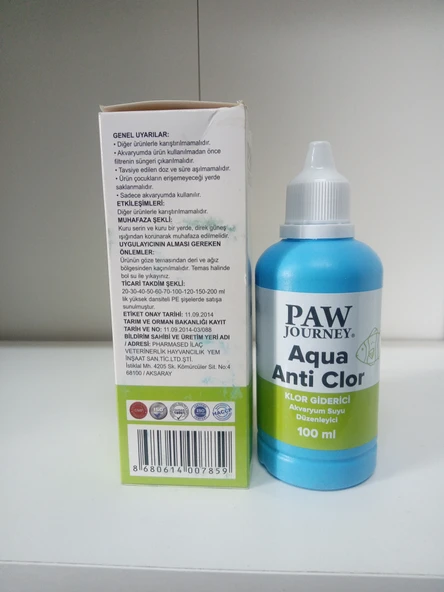 GENEL UYARILAR:
• Diğer ürünlerle karıştırılmamalıdır.
• Akvaryumda ürün kullanılmadan önce
filtrenin süngeri çıkarılmalıdır.
• Tavsiye edilen doz ve süre aşılmamalıdır.
• Ürün çocukların erişemeyeceği yerde
saklanmalıdır.
• Sadece akvaryumda kullanılır.
ETKİLEŞİMLERİ:
Diğer ürünlerle karıştırılmamalıdır.
MUHAFAZA ŞEKLİ:
Kuru serin ve kuru bir yerde, direk güneş
ışığından korunarak muhafaza edilmelidir.
UYGULAYICININ ALMASI GEREKEN
ÖNLEMLER:
Ürünün göze temasından deri ve ağız
bölgesinden kaçınılmalıdır. Temas halinde
bol su ile yıkayınız.
TİCARİ TAKDİM ŞEKLİ:
20-30-40-50-60-70-100-120-150-200 ml
lik yüksek dansiteli PE şişelerde satışa
sunulmuştur.
ETİKET ONAY TARİHİ: 11.09.2014
TARIM VE ORMAN BAKANLIĞI KAYIT
TARİH VE NO: 11.09.2014-03/088
BİLDİRİM SAHİBİ VE ÜRETİM YERİ ADI
/ ADRESİ: PHARMASED İLAÇ
VETERİNERLİK HAYVANCILIK YEM
İNŞAAT SAN.TİC.LTD.ŞTİ.
İstiklal Mh. 4205 Sk. Kömürcüler Sit. No.4
68100 / AKSARAY
ISO
HACCP
8 680614 007859
PAW
JOURNEY®
Aqua
Anti Clor
KLOR GİDERİCİ
Akvaryum Suyu
Düzenleyici
100 ml